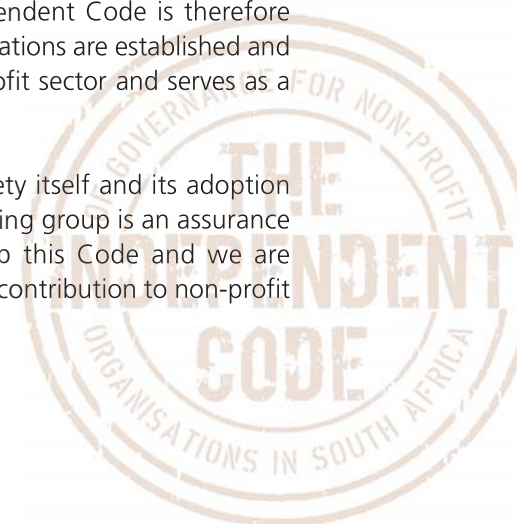 endent Code is therefore
ations are established and
ofit sector and serves as a
ety itself and its adoption
ing group is an assurance
p this Code and we are
contribution to non-profit
GOVERNANCE FOR NON-PROFIT
THE
INDEPENDENT
CODE
ORGANISATIONS IN SOUTH AFRICA